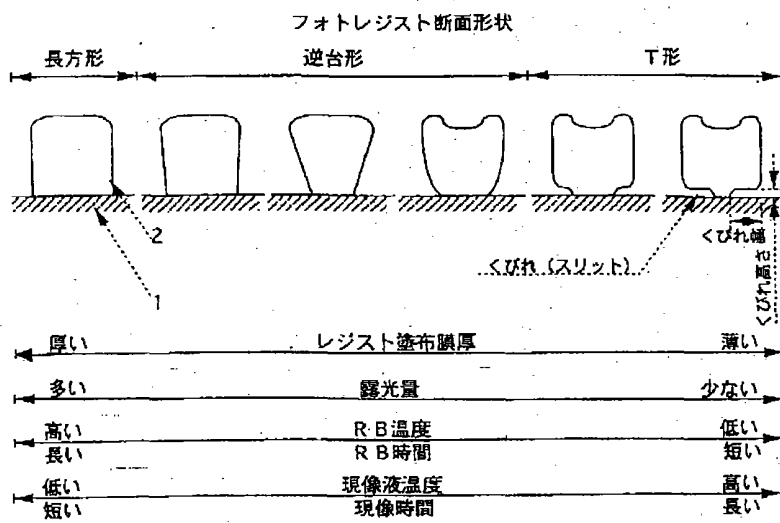 フォトレジスト断面形状
長方形 逆台形 T形
2
1
くびれ(スリット)
くびれ幅
くびれ高さ
厚い レジスト塗布膜厚 薄い
多い 露光量 少ない
高い RB温度 低い
長い RB時間 短い
低い 現像液温度 高い
短い 現像時間 長い